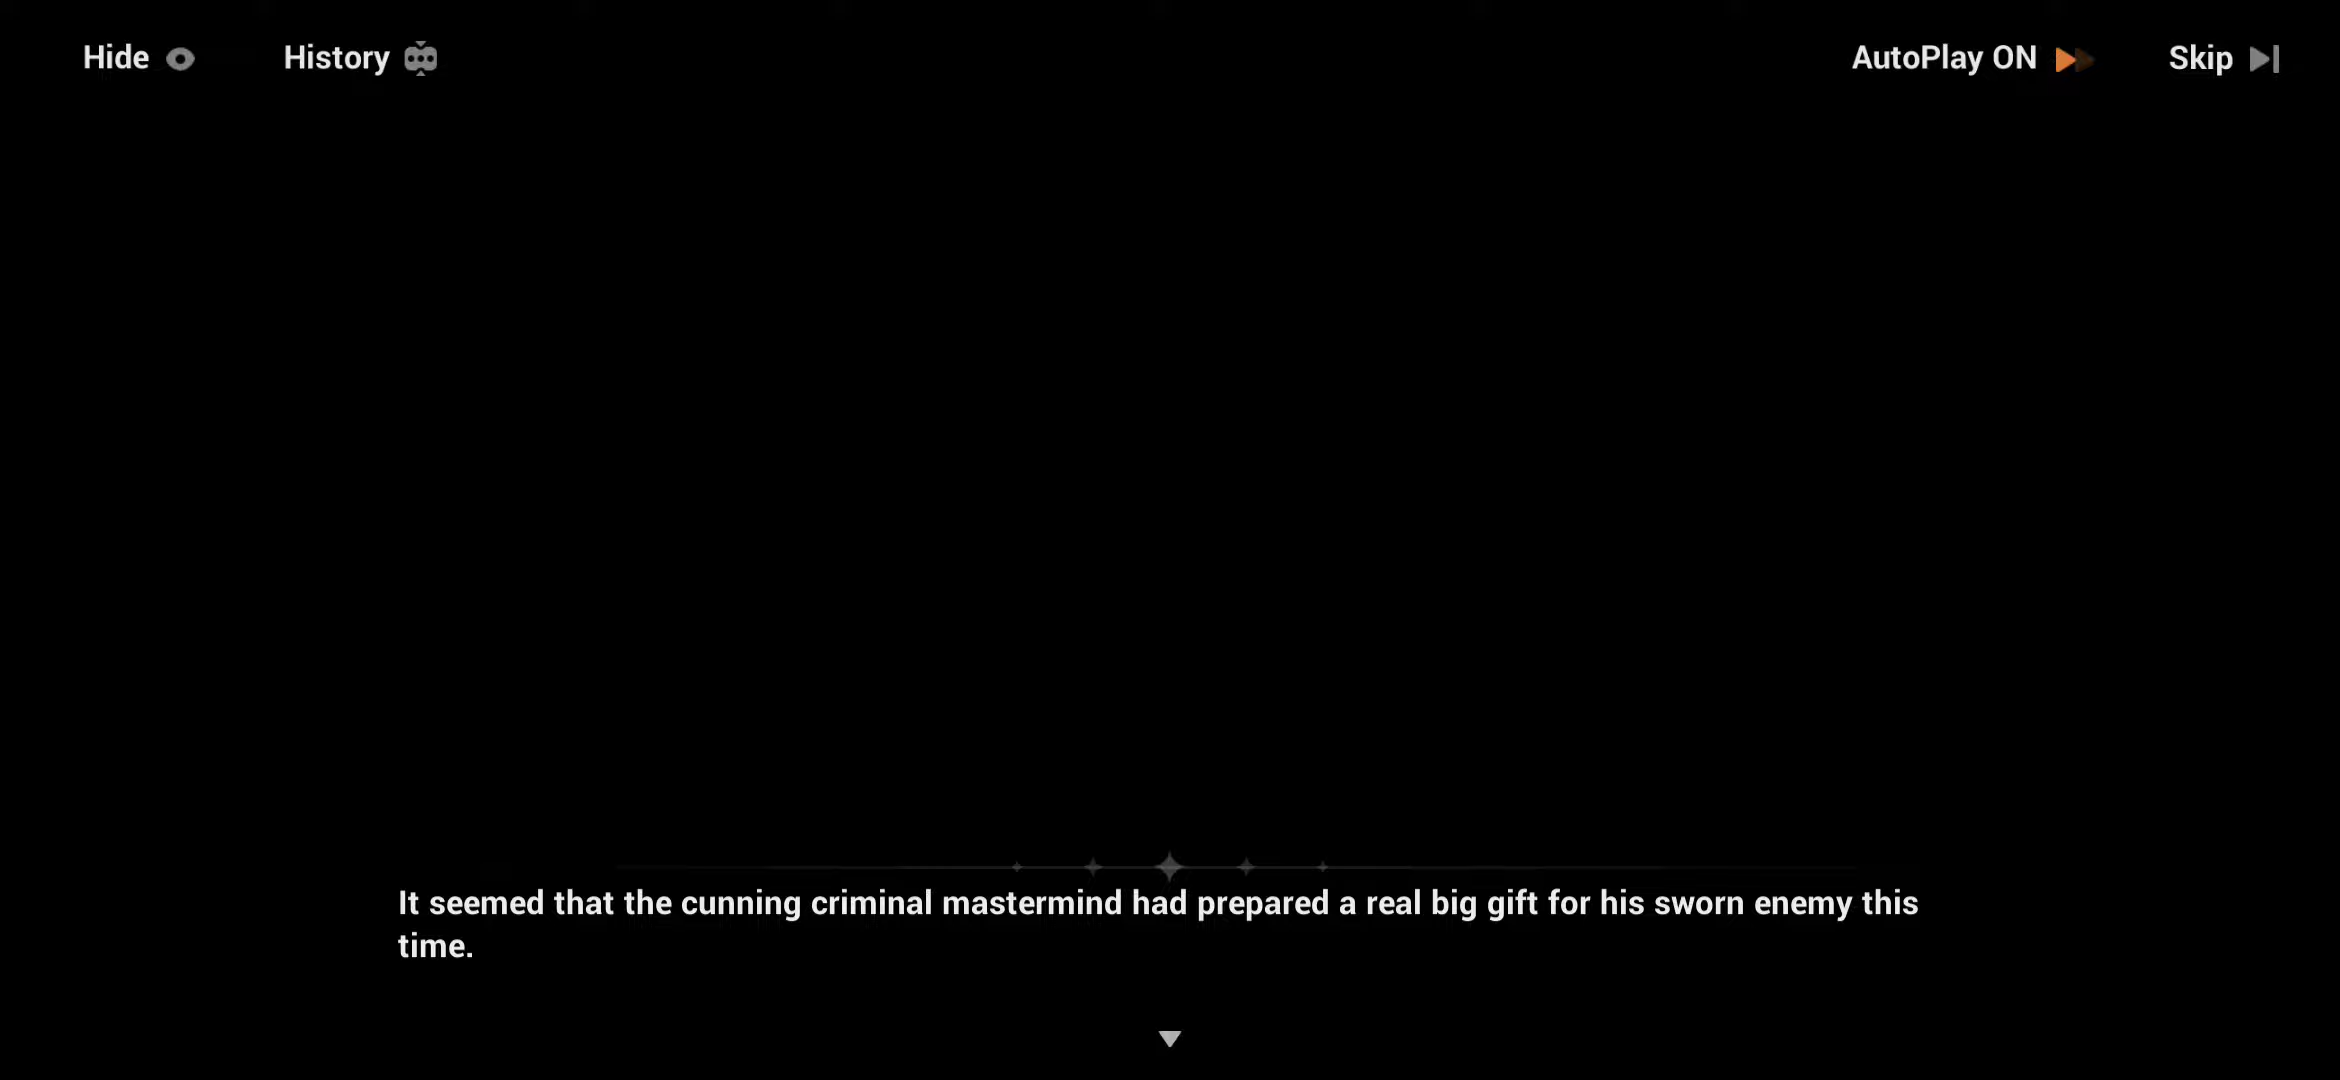 Hide
History
AutoPlay ON
Skip
It seemed that the cunning criminal mastermind had prepared a real big gift for his sworn enemy this
time.